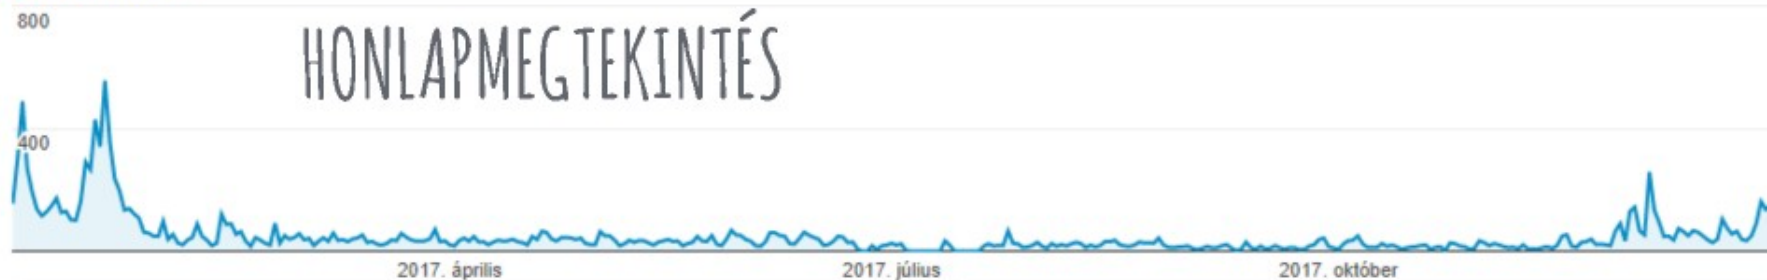 800
HONLAPMEGTEKINTÉS
400
2017. április 2017. július 2017. október